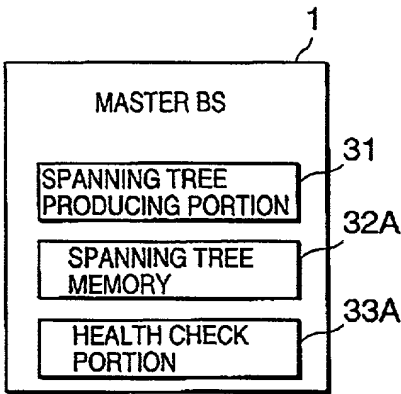 1
MASTER BS
31
SPANNING TREE
PRODUCING PORTION
32A
SPANNING TREE
MEMORY
33A
HEALTH CHECK
PORTION